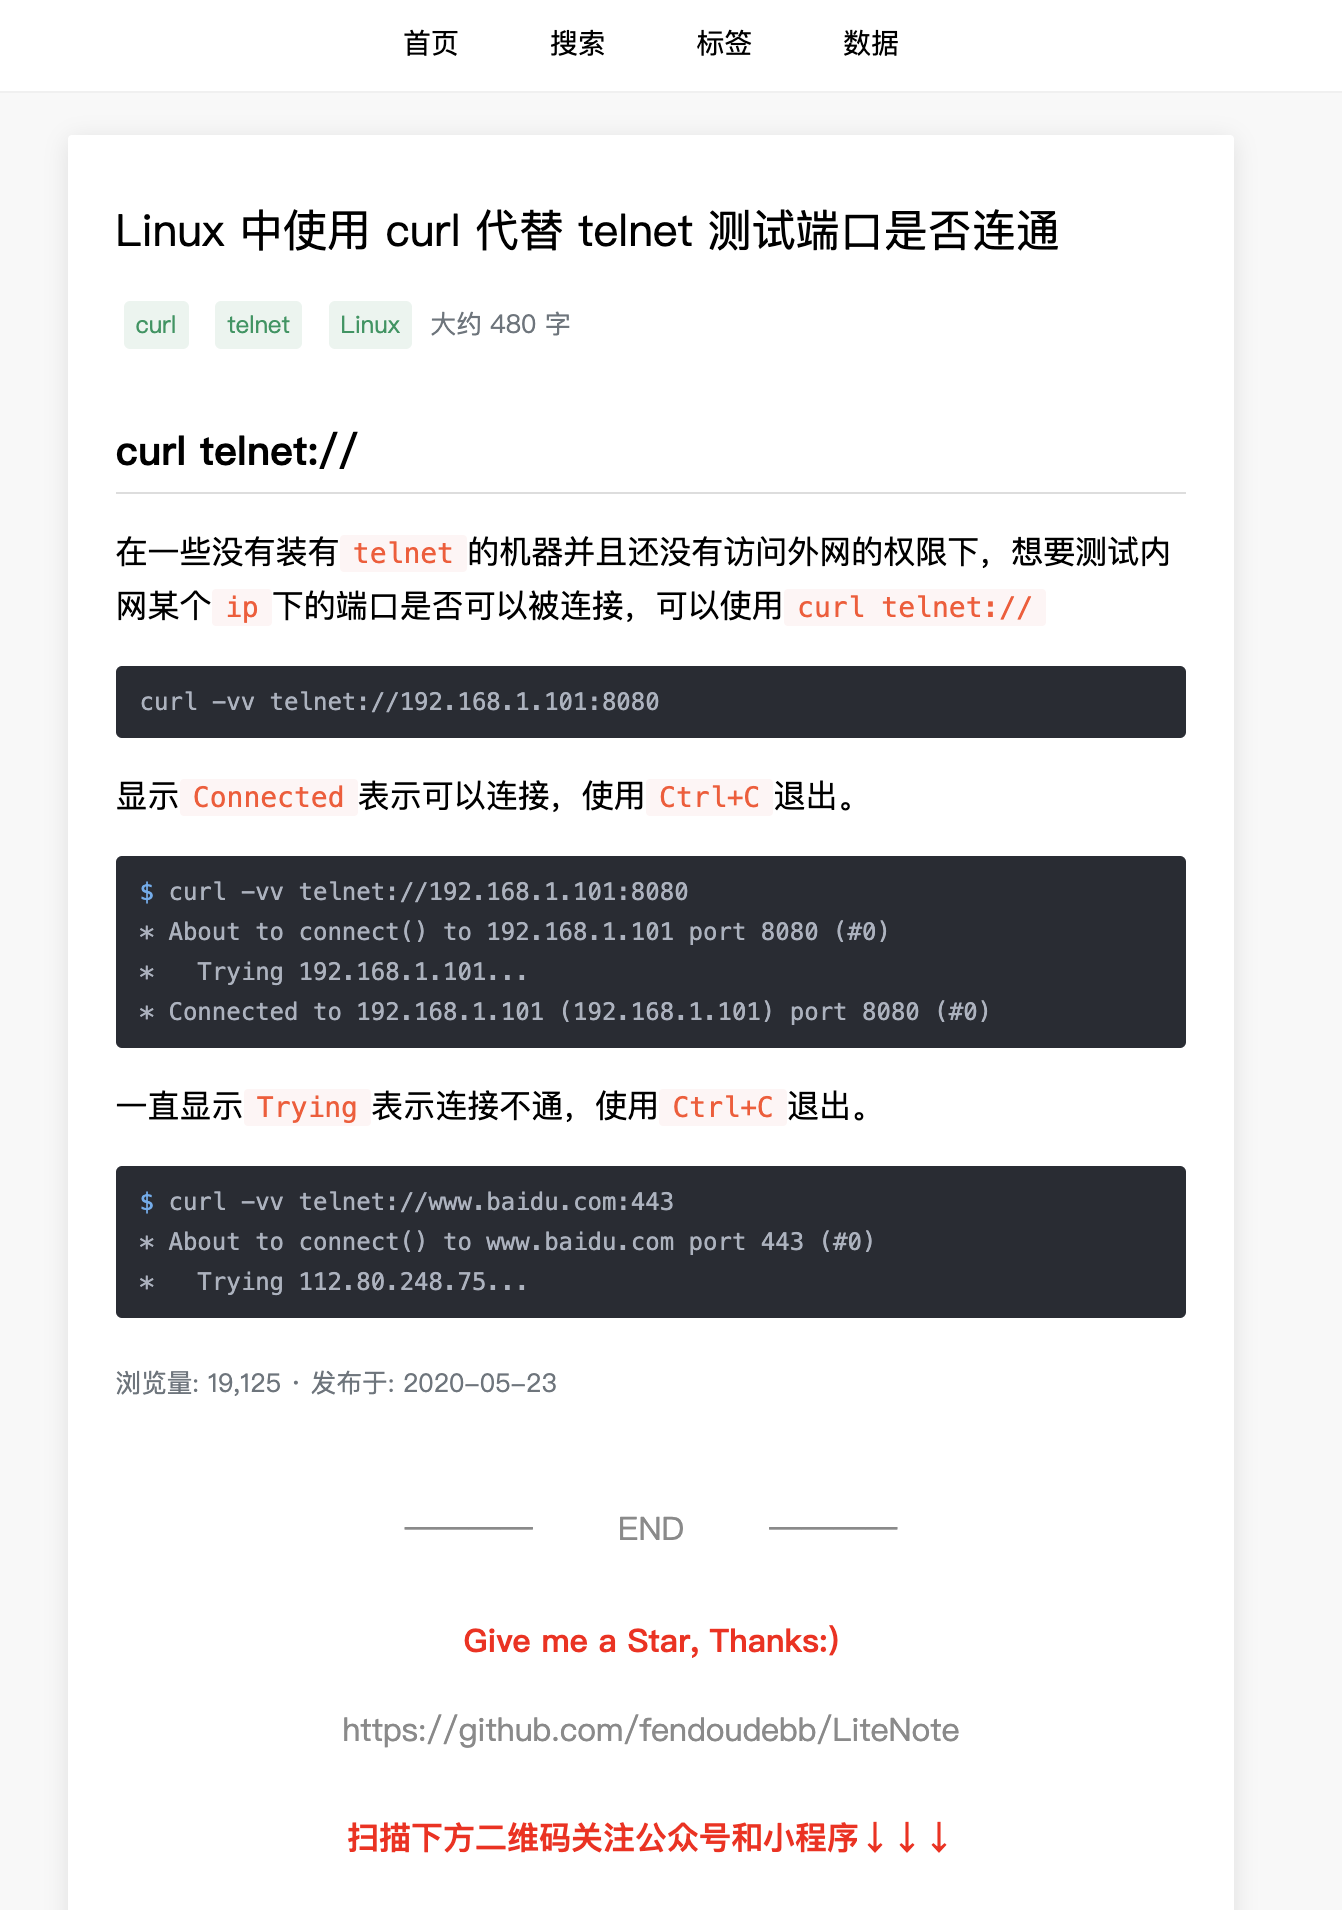 首页 搜索 标签 数据
Linux 中使用 curl 代替 telnet 测试端口是否连通
curl telnet Linux 大约 480 字
curl telnet://
在一些没有装有 telnet 的机器并且还没有访问外网的权限下，想要测试内
网某个 ip 下的端口是否可以被连接，可以使用 curl telnet://
curl -vv telnet://192.168.1.101:8080
显示 Connected 表示可以连接，使用 Ctrl+C 退出。
$ curl -vv telnet://192.168.1.101:8080
* About to connect() to 192.168.1.101 port 8080 (#0)
*   Trying 192.168.1.101...
* Connected to 192.168.1.101 (192.168.1.101) port 8080 (#0)
一直显示 Trying 表示连接不通，使用 Ctrl+C 退出。
$ curl -vv telnet://www.baidu.com:443
* About to connect() to www.baidu.com port 443 (#0)
*   Trying 112.80.248.75...
浏览量: 19,125 · 发布于: 2020-05-23
END
Give me a Star, Thanks:)
https://github.com/fendoudebb/LiteNote
扫描下方二维码关注公众号和小程序↓↓↓